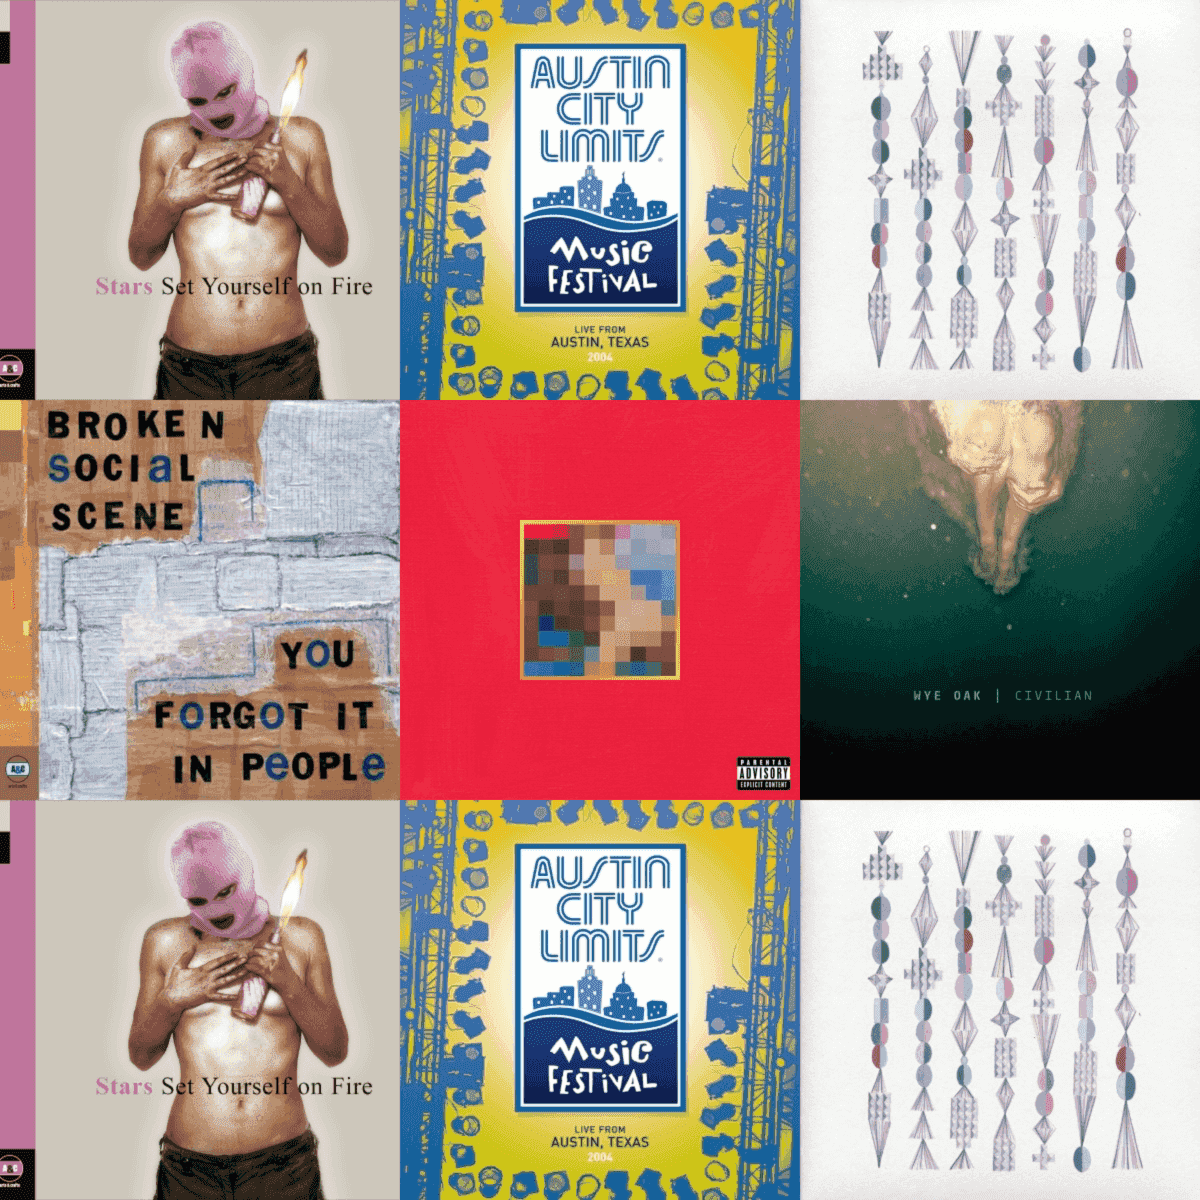 Stars Set Yourself on Fire
A&C
AUSTIN
CITY
LIMITS
Music
FESTIVAL
LIVE FROM
AUSTIN, TEXAS
2004
BROKEN
SOCIAL
SCENE
YOU
FORGOT IT
IN PEOPLE
A&C
PARENTAL
ADVISORY
EXPLICIT CONTENT
WYE OAK | CIVILIAN
Stars Set Yourself on Fire
A&C
AUSTIN
CITY
LIMITS
Music
FESTIVAL
LIVE FROM
AUSTIN, TEXAS
2004